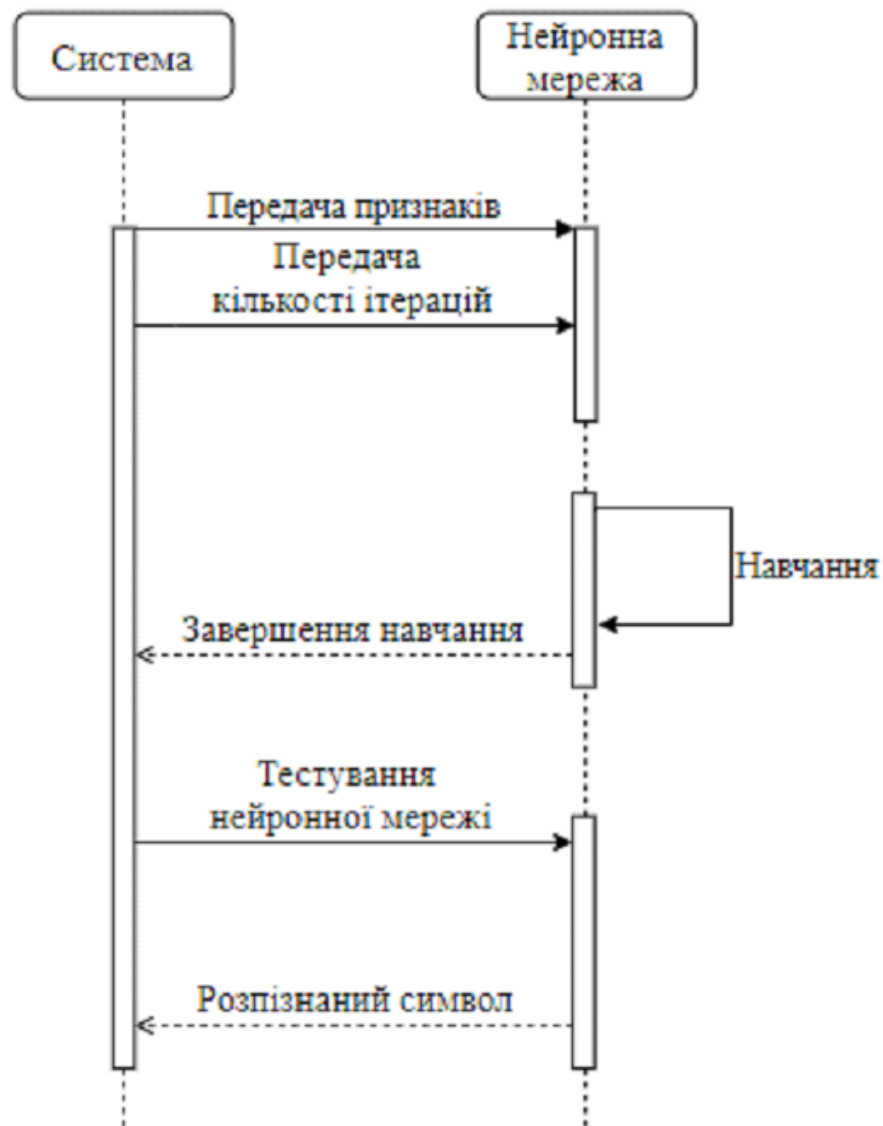 Система
Нейронна
мережа
Передача признаків
Передача
кількості ітерацій
Навчання
Завершення навчання
Тестування
нейронної мережі
Розпізнаний символ